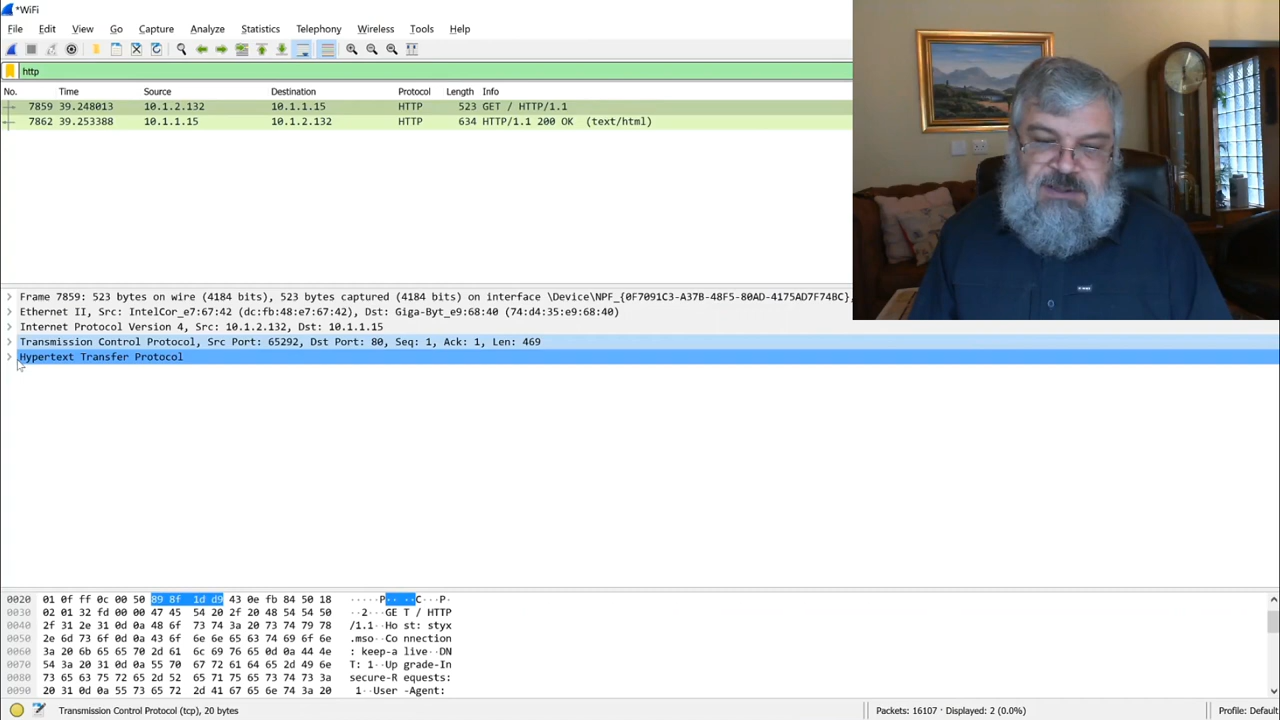 *WiFi
File Edit View Go Capture Analyze Statistics Telephony Wireless Tools Help
http
No. Time Source Destination Protocol Length Info
7859 39.248013 10.1.2.132 10.1.1.15 HTTP 523 GET / HTTP/1.1
7862 39.253388 10.1.1.15 10.1.2.132 HTTP 634 HTTP/1.1 200 OK (text/html)
Frame 7859: 523 bytes on wire (4184 bits), 523 bytes captured (4184 bits) on interface \Device\NPF_{0F7091C3-A37B-48F5-80AD-4175AD7F74BC},
Ethernet II, Src: IntelCor_e7:67:42 (dc:fb:48:e7:67:42), Dst: Giga-Byt_e9:68:40 (74:d4:35:e9:68:40)
Internet Protocol Version 4, Src: 10.1.2.132, Dst: 10.1.1.15
Transmission Control Protocol, Src Port: 65292, Dst Port: 80, Seq: 1, Ack: 1, Len: 469
Hypertext Transfer Protocol
0020 01 0f ff 0c 00 50 89 8f 1d d9 43 0e fb 84 50 18 ·····P·· ··C···P·
0030 02 01 32 fd 00 00 47 45 54 20 2f 20 48 54 54 50 ··2···GE T / HTTP
0040 2f 31 2e 31 0d 0a 48 6f 73 74 3a 20 73 74 79 78 /1.1··Ho st: styx
0050 2e 6d 73 6f 0d 0a 43 6f 6e 6e 65 63 74 69 6f 6e .mso··Co nnection
0060 3a 20 6b 65 65 70 2d 61 6c 69 76 65 0d 0a 44 4e : keep-a live··DN
0070 54 3a 20 31 0d 0a 55 70 67 72 61 64 65 2d 49 6e T: 1··Up grade-In
0080 73 65 63 75 72 65 2d 52 65 71 75 65 73 74 73 3a secure-R equests:
0090 20 31 0d 0a 55 73 65 72 2d 41 67 65 6e 74 3a 20 1··User -Agent:
Transmission Control Protocol (tcp), 20 bytes Packets: 16107 · Displayed: 2 (0.0%) Profile: Default